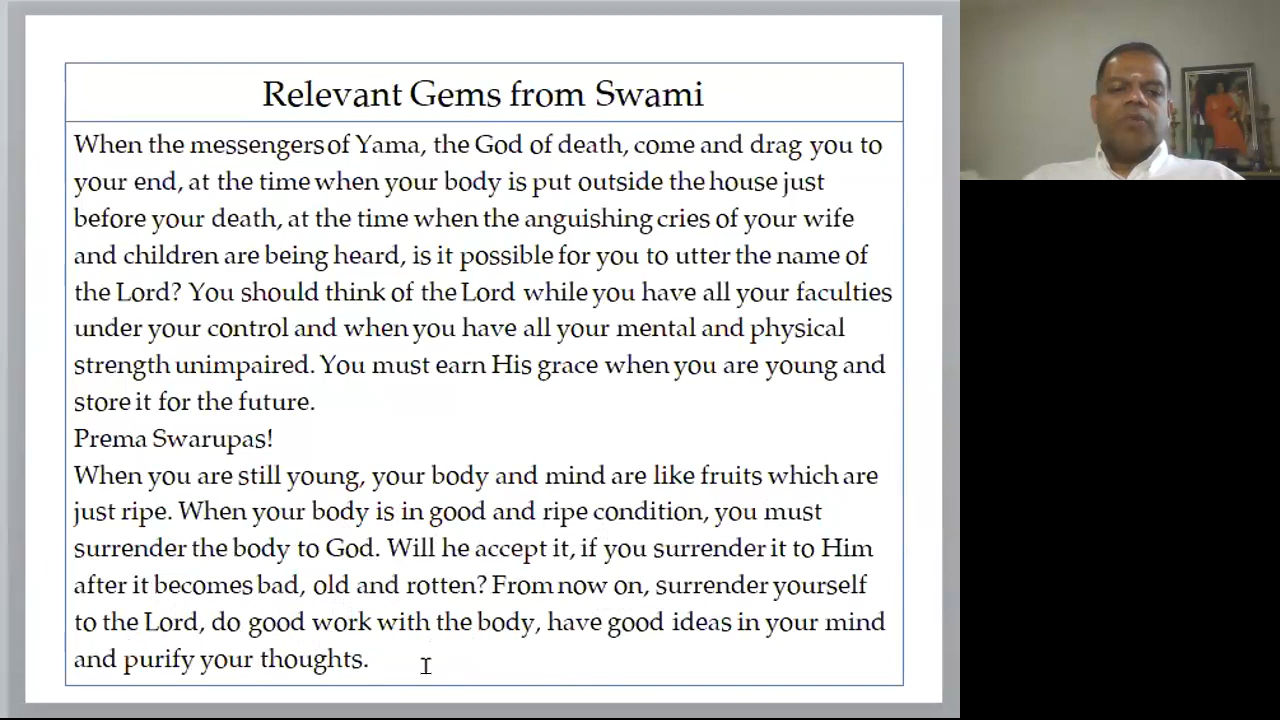 Relevant Gems from Swami
When the messengers of Yama, the God of death, come and drag you to
your end, at the time when your body is put outside the house just
before your death, at the time when the anguishing cries of your wife
and children are being heard, is it possible for you to utter the name of
the Lord? You should think of the Lord while you have all your faculties
under your control and when you have all your mental and physical
strength unimpaired. You must earn His grace when you are young and
store it for the future.
Prema Swarupas!
When you are still young, your body and mind are like fruits which are
just ripe. When your body is in good and ripe condition, you must
surrender the body to God. Will he accept it, if you surrender it to Him
after it becomes bad, old and rotten? From now on, surrender yourself
to the Lord, do good work with the body, have good ideas in your mind
and purify your thoughts.